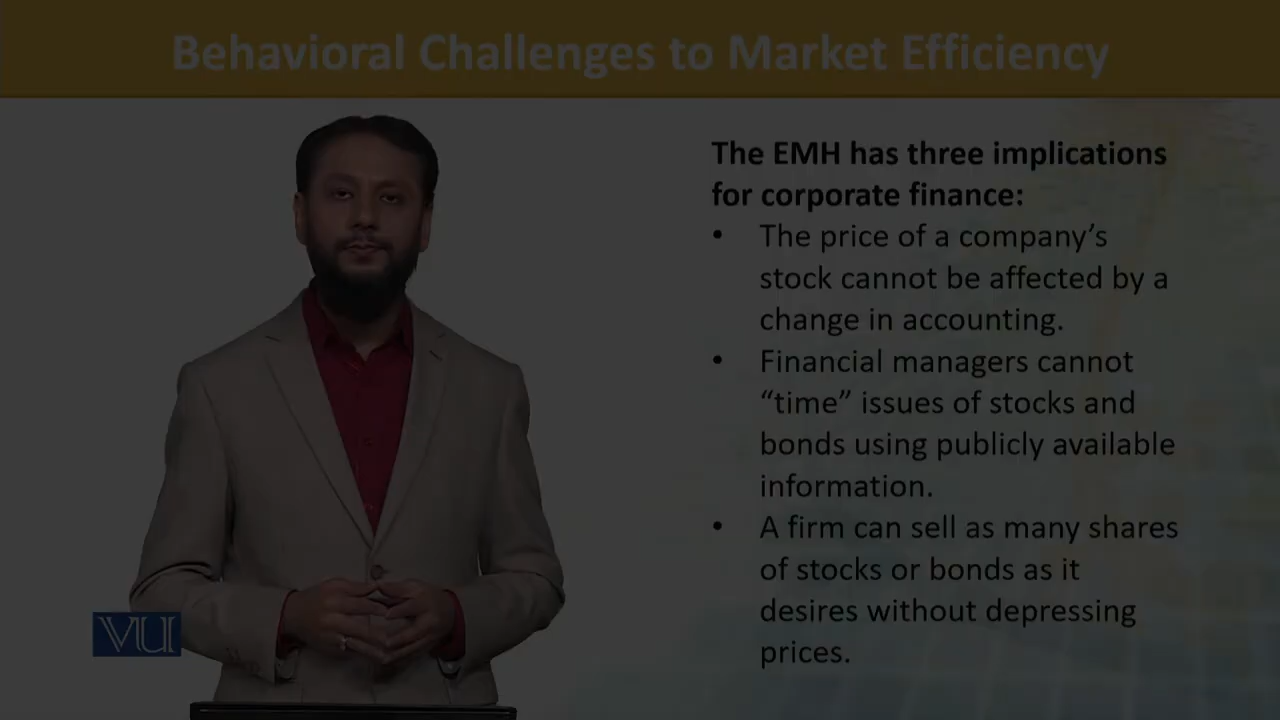 Behavioral Challenges to Market Efficiency
The EMH has three implications
for corporate finance:
• The price of a company’s
stock cannot be affected by a
change in accounting.
• Financial managers cannot
“time” issues of stocks and
bonds using publicly available
information.
• A firm can sell as many shares
of stocks or bonds as it
desires without depressing
prices.
VU